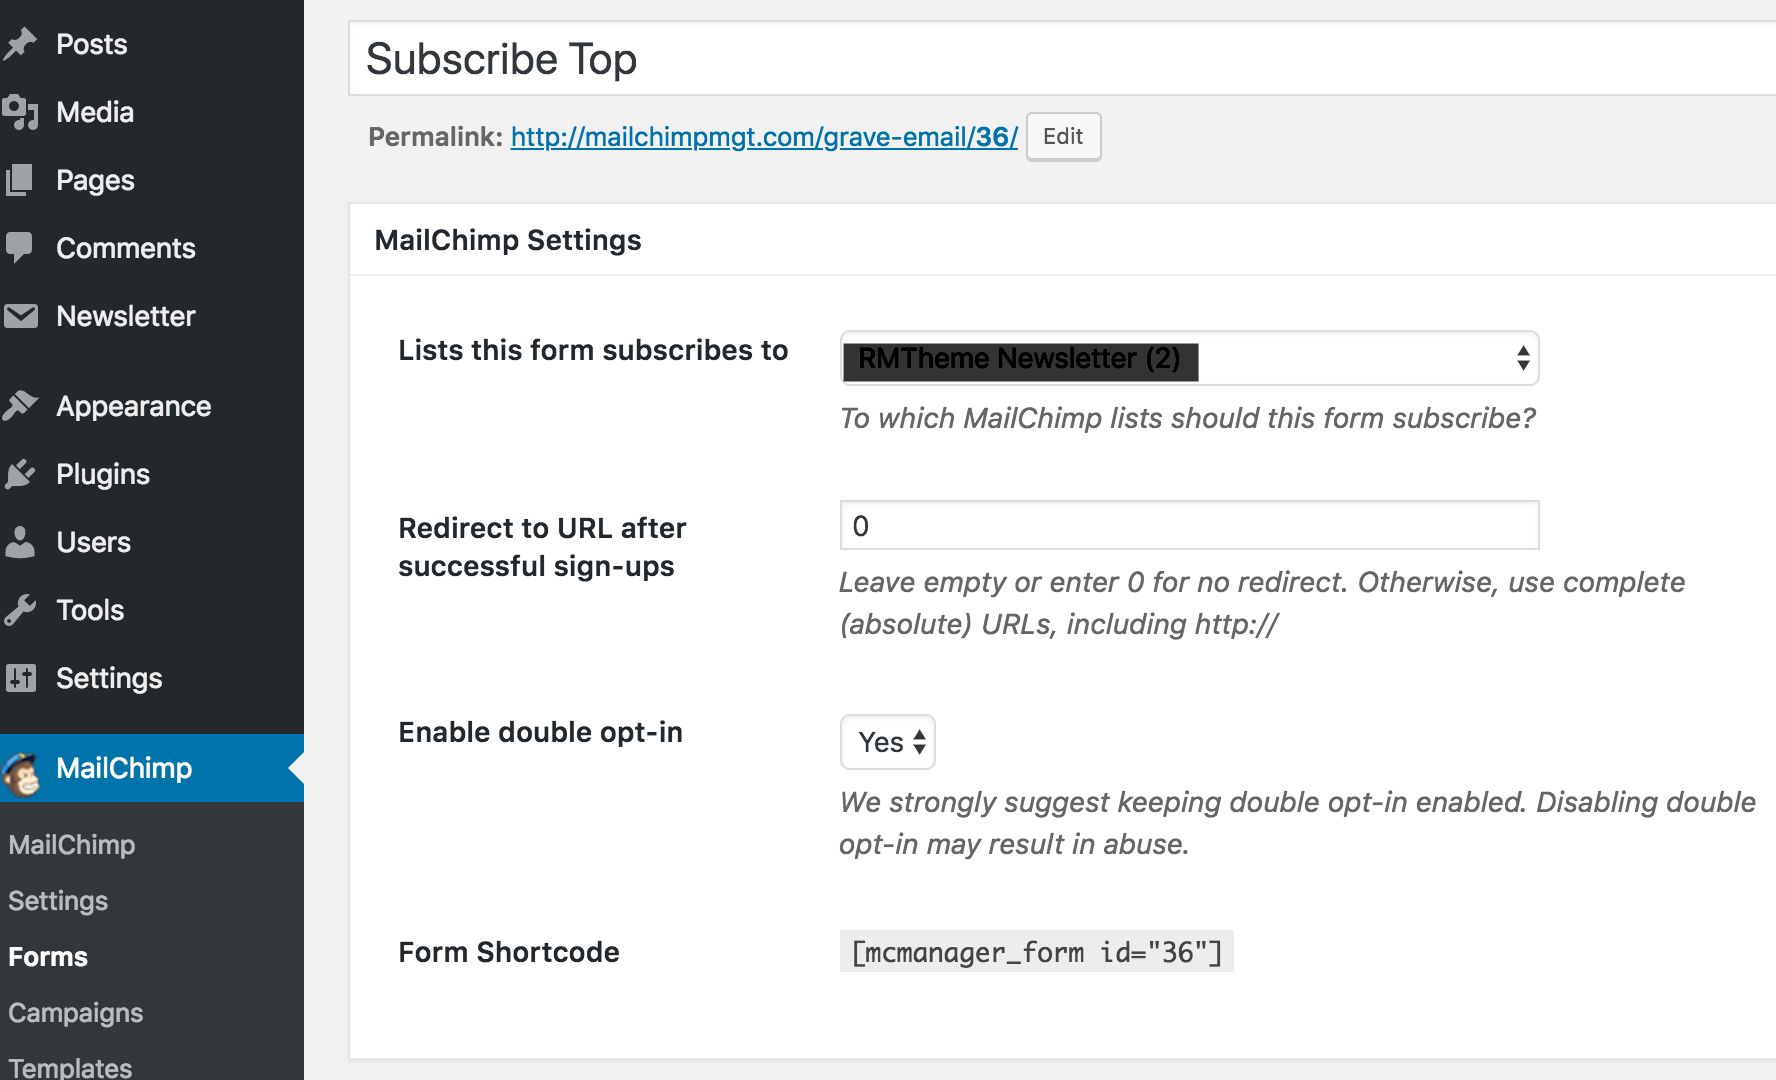 Posts
Media
Pages
Comments
Newsletter
Appearance
Plugins
Users
Tools
Settings
MailChimp
MailChimp
Settings
Forms
Campaigns
Templates
Subscribe Top
Permalink: http://mailchimpmgt.com/grave-email/36/ Edit
MailChimp Settings
Lists this form subscribes to
RMTheme Newsletter (2)
To which MailChimp lists should this form subscribe?
Redirect to URL after
successful sign-ups
0
Leave empty or enter 0 for no redirect. Otherwise, use complete
(absolute) URLs, including http://
Enable double opt-in
Yes
We strongly suggest keeping double opt-in enabled. Disabling double
opt-in may result in abuse.
Form Shortcode
[mcmanager_form id="36"]